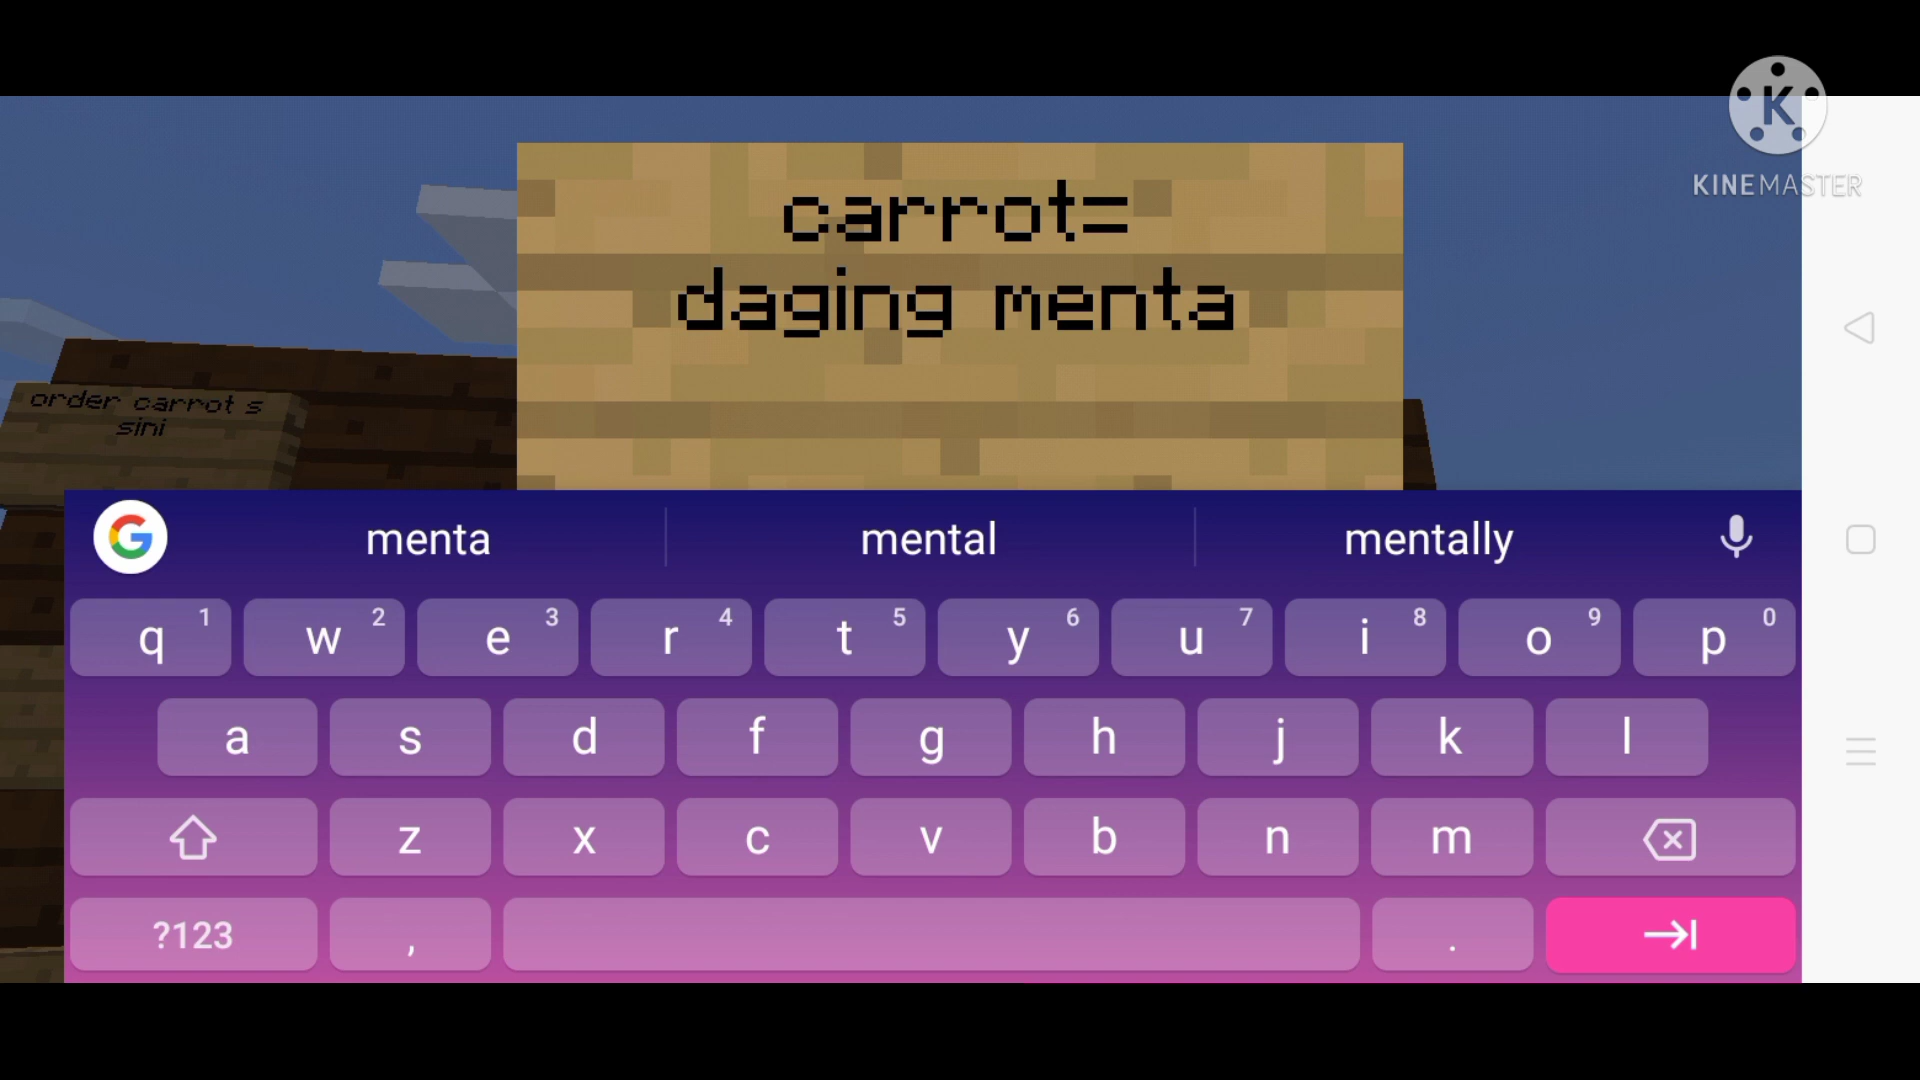 K
KINEMASTER
carrot=
daging menta
order carrot s
sini
G menta mental mentally
q 1 w 2 e 3 r 4 t 5 y 6 u 7 i 8 o 9 p 0
a s d f g h j k l
z x c v b n m
?123 , .